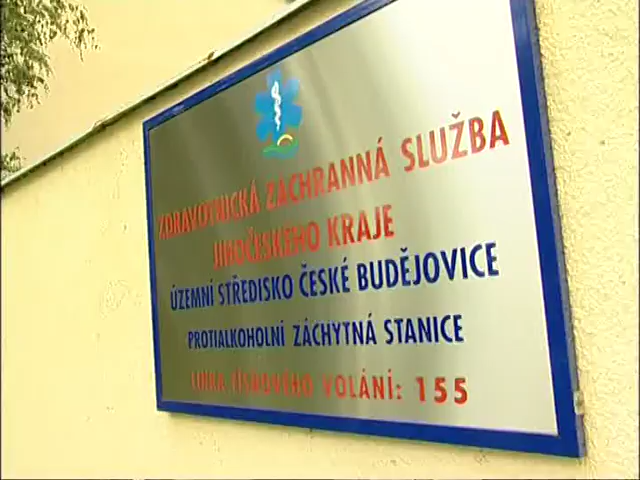 ZDRAVOTNICKÁ ZÁCHRANNÁ SLUŽBA
JIHOČESKÉHO KRAJE
ÚZEMNÍ STŘEDISKO ČESKÉ BUDĚJOVICE
PROTIALKOHOLNÍ ZÁCHYTNÁ STANICE
LINKA TÍSŇOVÉHO VOLÁNÍ: 155